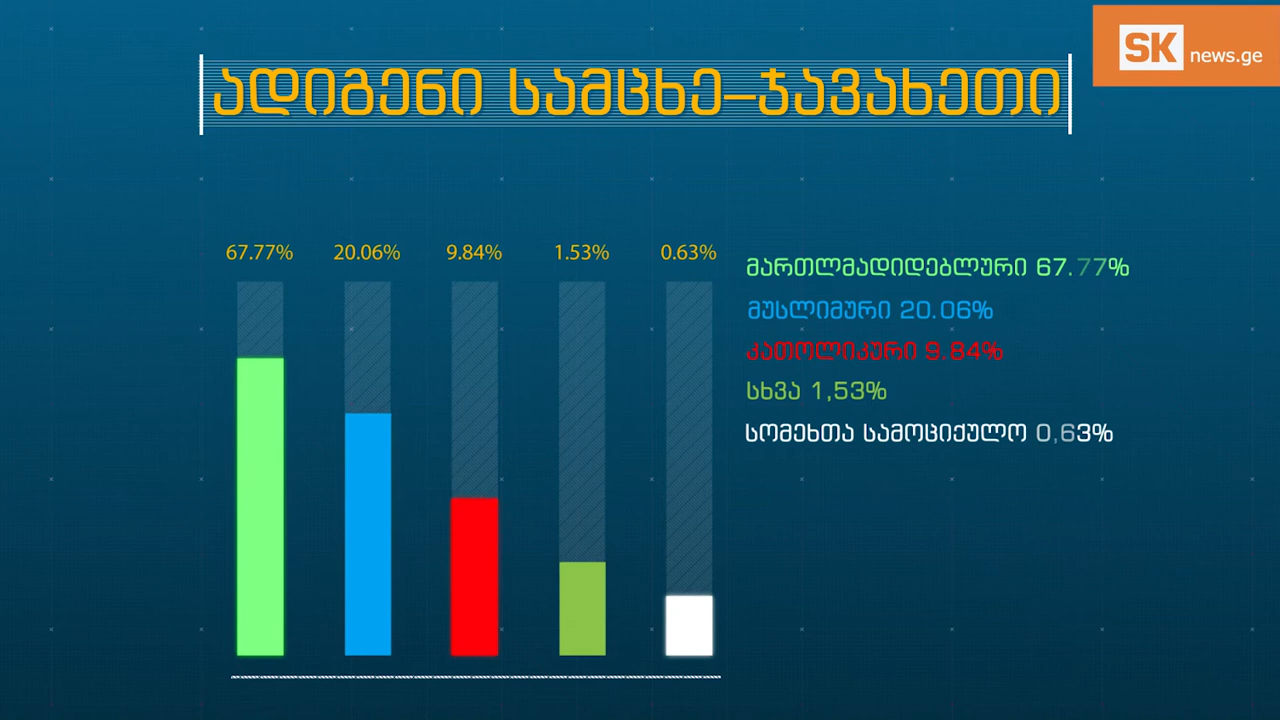 SK news.ge
ადიგენი სამცხე–ჯავახეთი
67.77% 20.06% 9.84% 1.53% 0.63%
მართლმადიდებლური 67.77%
მუსლიმური 20.06%
კათოლიკური 9.84%
სხვა 1,53%
სომეხთა სამოციქულო 0,63%